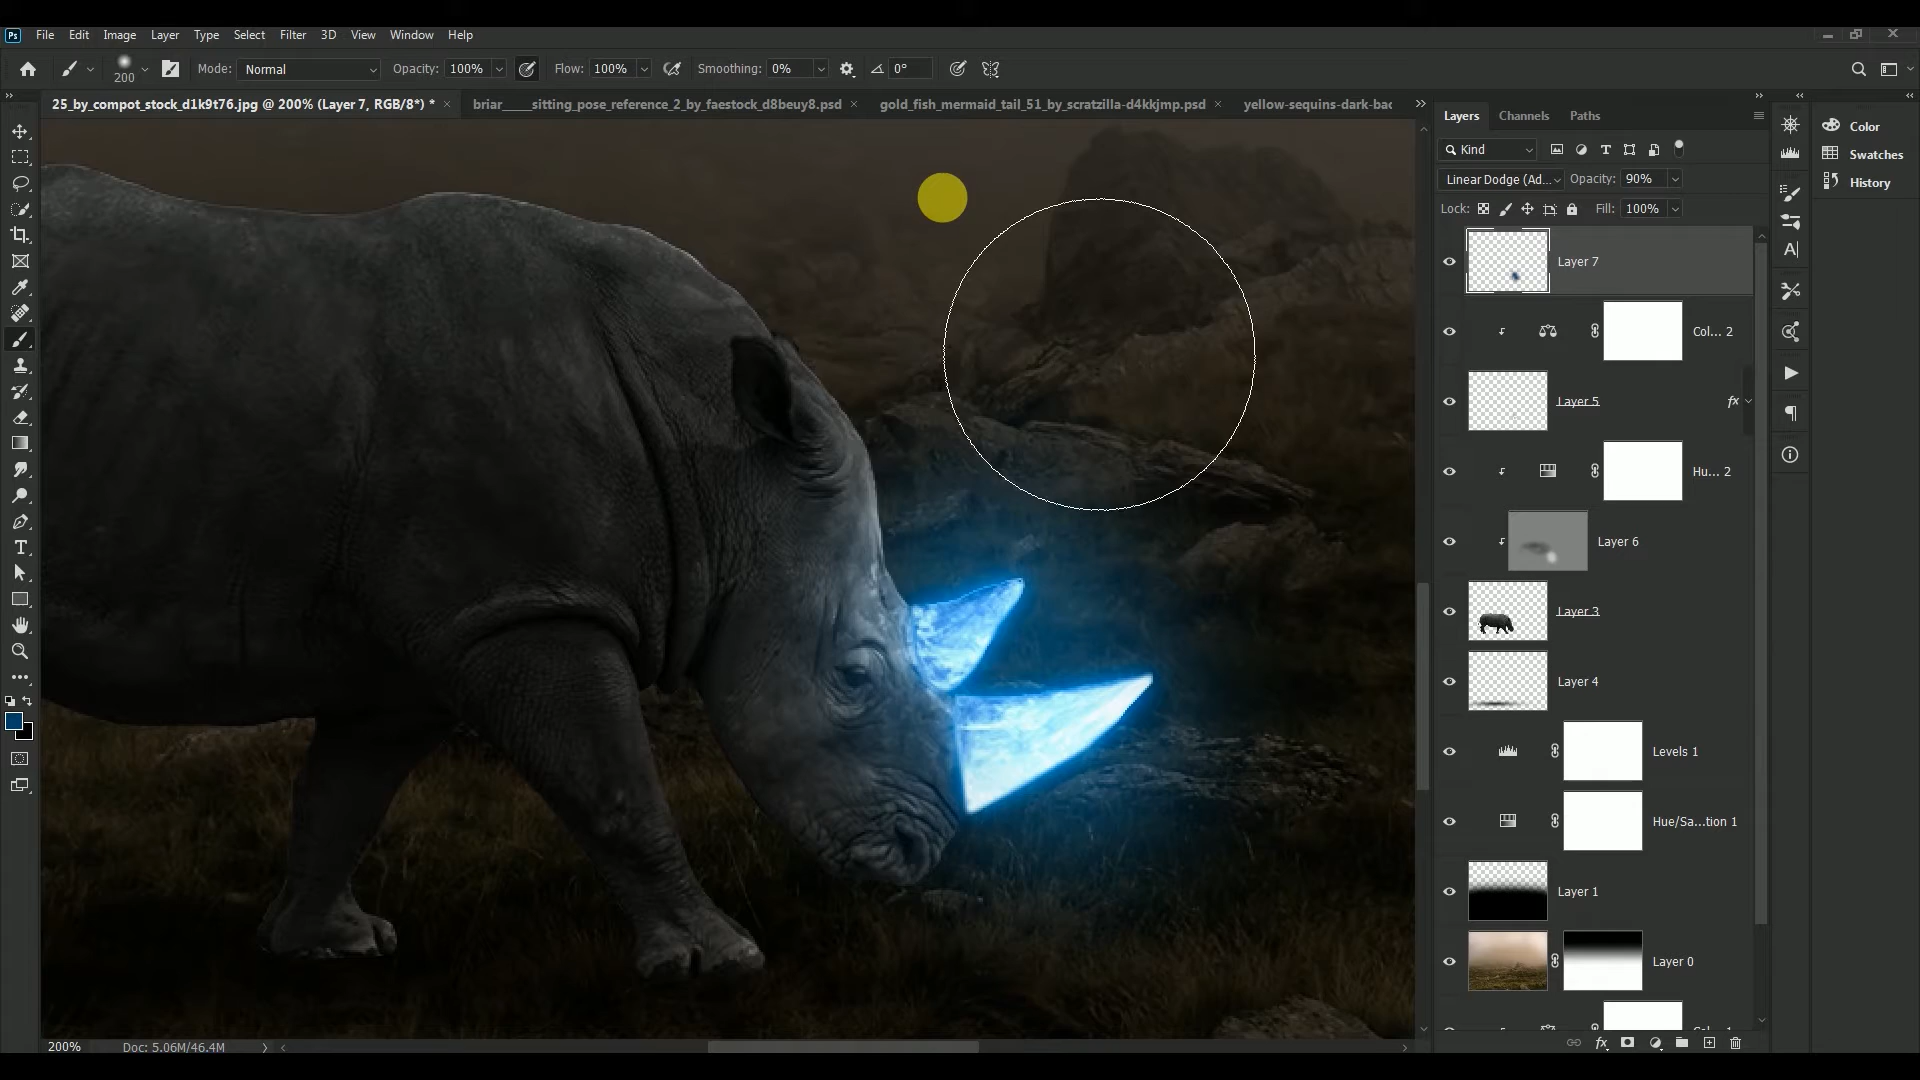 Ps File Edit Image Layer Type Select Filter 3D View Window Help
200 Mode: Normal Opacity: 100% Flow: 100% Smoothing: 0% 0°
25_by_compot_stock_d1k9t76.jpg @ 200% (Layer 7, RGB/8*) * briar____sitting_pose_reference_2_by_faestock_d8beuy8.psd gold_fish_mermaid_tail_51_by_scratzilla-d4kkjmp.psd yellow-sequins-dark-bac
Layers Channels Paths
Kind
Linear Dodge (Ad... Opacity: 90%
Lock: Fill: 100%
Layer 7
Col... 2
Layer 5 fx
Hu... 2
Layer 6
Layer 3
Layer 4
Levels 1
Hue/Sa...tion 1
Layer 1
Layer 0
Color
Swatches
History
200% Doc: 5.06M/46.4M
fx